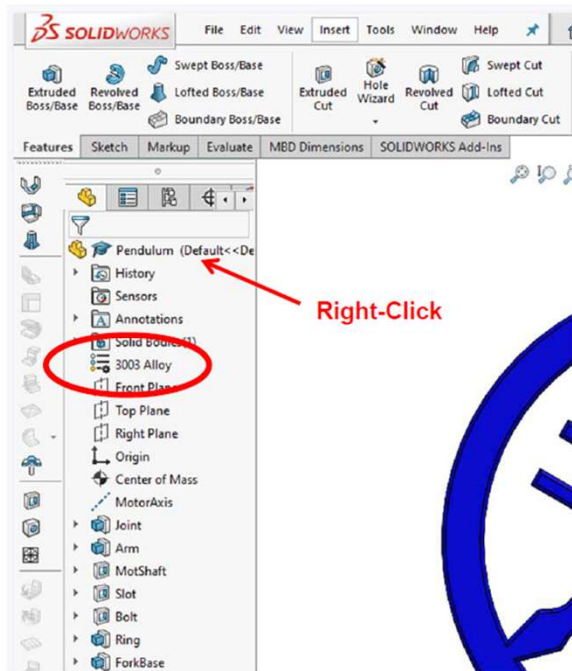 SOLIDWORKS File Edit View Insert Tools Window Help
Extruded Boss/Base
Revolved Boss/Base
Swept Boss/Base
Lofted Boss/Base
Boundary Boss/Base
Extruded Cut
Hole Wizard
Revolved Cut
Swept Cut
Lofted Cut
Boundary Cut
Features Sketch Markup Evaluate MBD Dimensions SOLIDWORKS Add-Ins
Pendulum (Default<<De
History
Sensors
Right-Click
Annotations
Solid Bodies(1)
3003 Alloy
Front Plane
Top Plane
Right Plane
Origin
Center of Mass
MotorAxis
Joint
Arm
MotShaft
Slot
Bolt
Ring
ForkBase